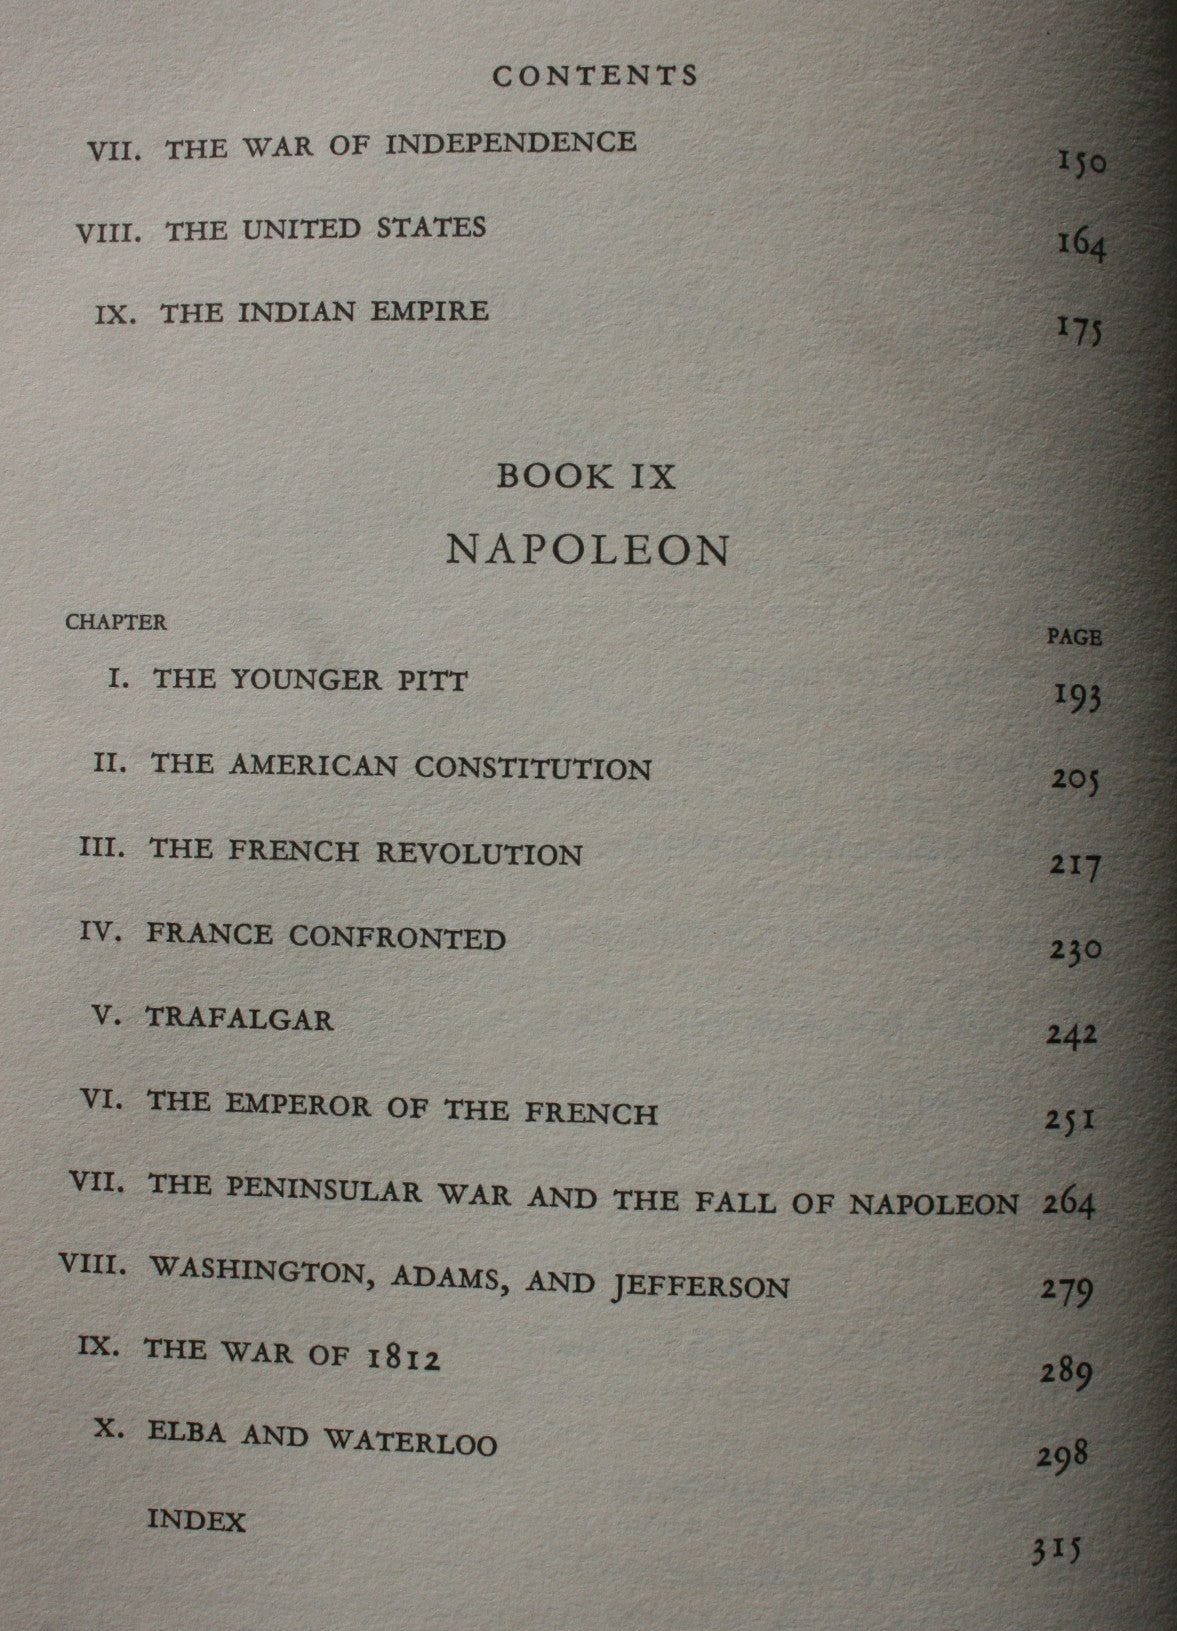 CONTENTS
VII. THE WAR OF INDEPENDENCE 150
VIII. THE UNITED STATES 164
IX. THE INDIAN EMPIRE 175
BOOK IX
NAPOLEON
CHAPTER PAGE
I. THE YOUNGER PITT 193
II. THE AMERICAN CONSTITUTION 205
III. THE FRENCH REVOLUTION 217
IV. FRANCE CONFRONTED 230
V. TRAFALGAR 242
VI. THE EMPEROR OF THE FRENCH 251
VII. THE PENINSULAR WAR AND THE FALL OF NAPOLEON 264
VIII. WASHINGTON, ADAMS, AND JEFFERSON 279
IX. THE WAR OF 1812 289
X. ELBA AND WATERLOO 298
INDEX 315